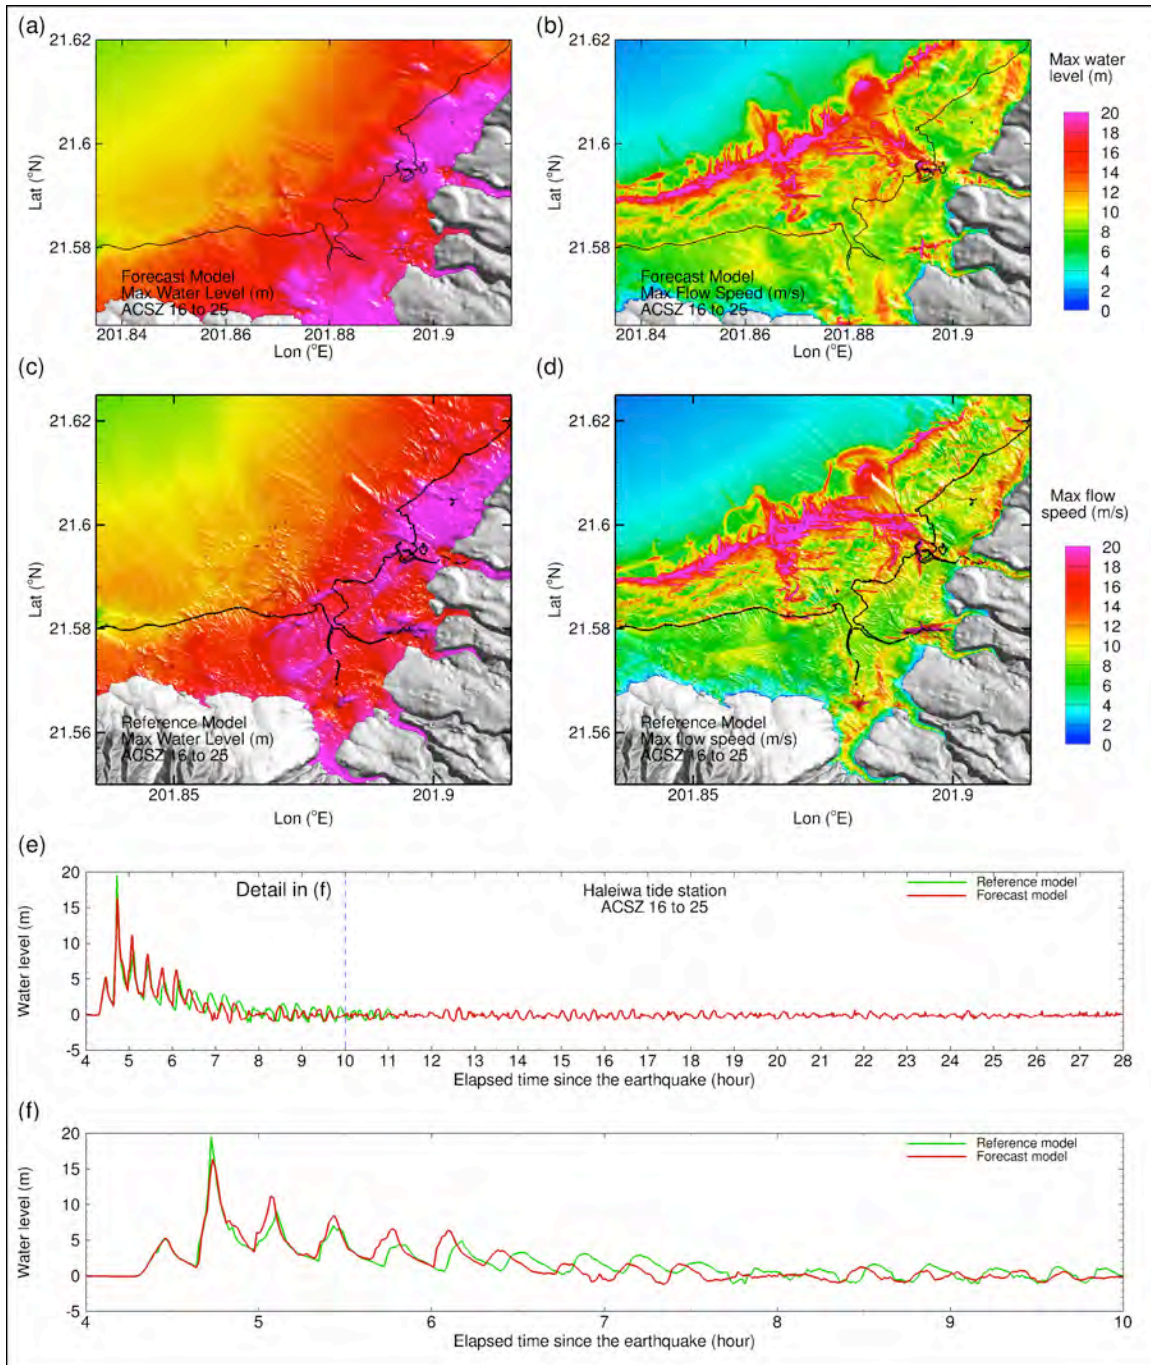 (a)
(b)
21.62
21.6
21.58
Lat (°N)
Forecast Model
Max Water Level (m)
ACSZ 16 to 25
201.84
201.86
201.88
201.9
Lon (°E)
21.62
21.6
21.58
Lat (°N)
Forecast Model
Max Flow Speed (m/s)
ACSZ 16 to 25
201.84
201.86
201.88
201.9
Lon (°E)
Max water
level (m)
20
18
16
14
12
10
8
6
4
2
0
(c)
(d)
21.62
21.6
21.58
21.56
Lat (°N)
Reference Model
Max Water Level (m)
ACSZ 16 to 25
201.85
201.9
Lon (°E)
21.62
21.6
21.58
21.56
Lat (°N)
Reference Model
Max flow speed (m/s)
ACSZ 16 to 25
201.85
201.9
Lon (°E)
Max flow
speed (m/s)
20
18
16
14
12
10
8
6
4
2
0
(e)
20
15
10
5
0
-5
Water level (m)
Detail in (f)
Haleiwa tide station
ACSZ 16 to 25
Reference model
Forecast model
4 5 6 7 8 9 10 11 12 13 14 15 16 17 18 19 20 21 22 23 24 25 26 27 28
Elapsed time since the earthquake (hour)
(f)
20
15
10
5
0
-5
Water level (m)
Reference model
Forecast model
4 5 6 7 8 9 10
Elapsed time since the earthquake (hour)